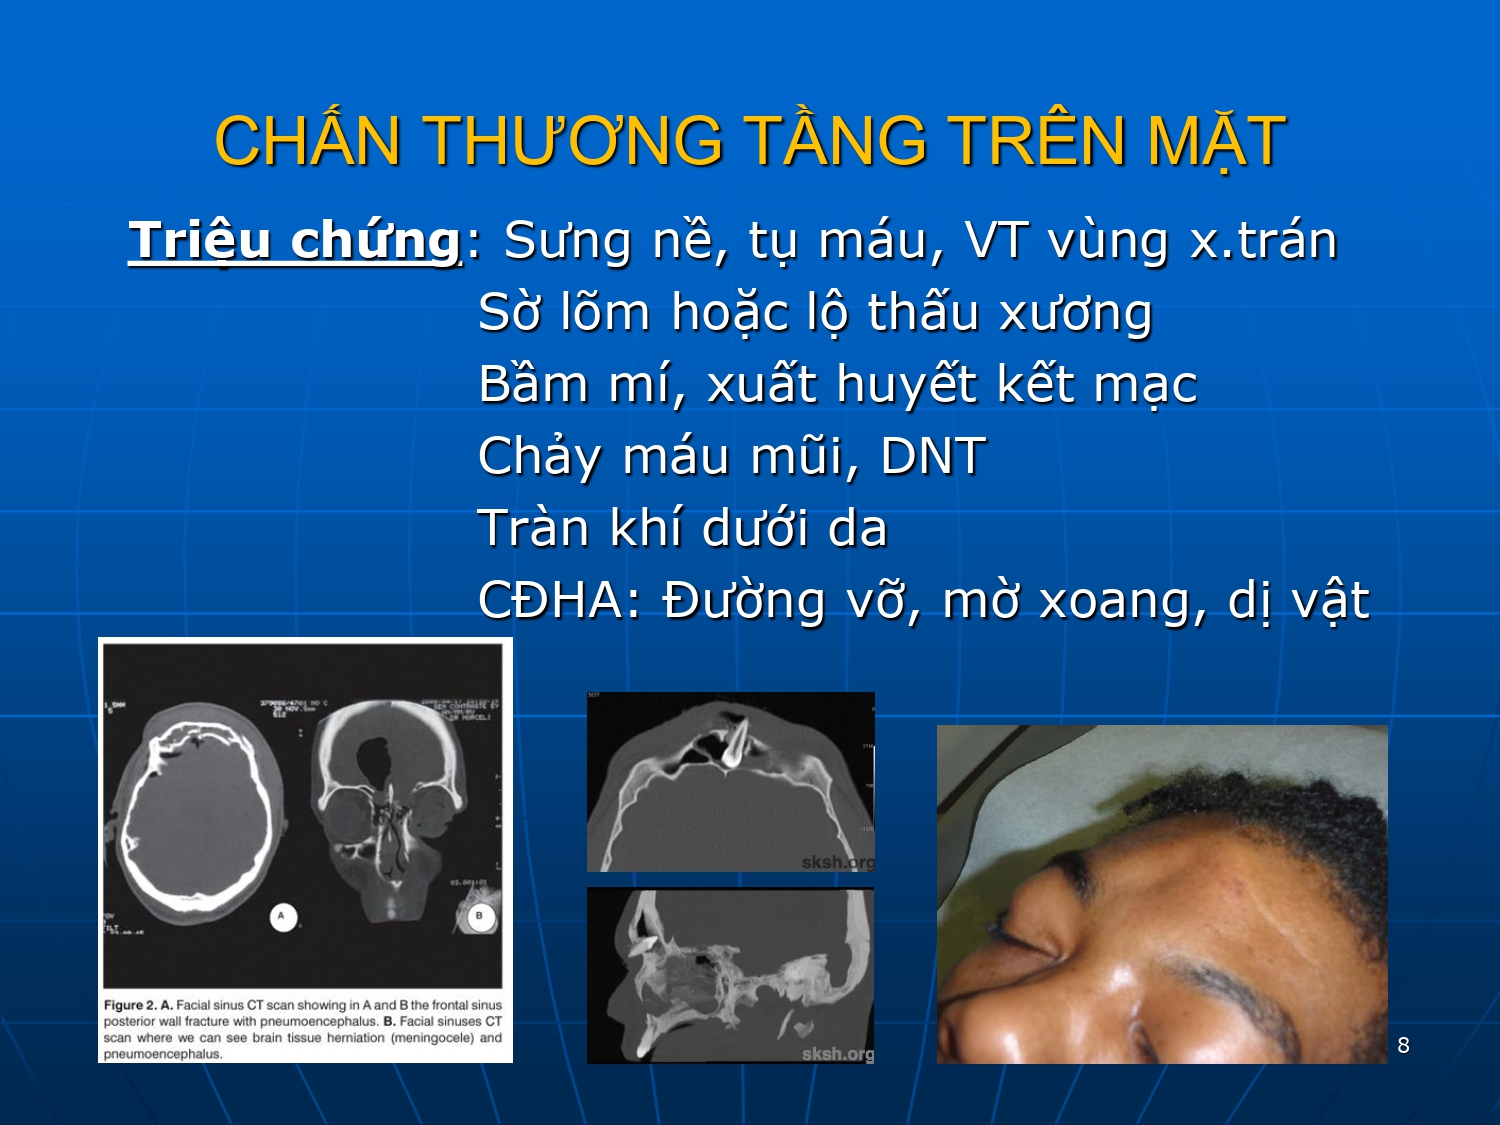 CHẤN THƯƠNG TẦNG TRÊN MẶT
Triệu chứng: Sưng nề, tụ máu, VT vùng x.trán
Sờ lõm hoặc lộ thấu xương
Bầm mí, xuất huyết kết mạc
Chảy máu mũi, DNT
Tràn khí dưới da
CĐHA: Đường vỡ, mờ xoang, dị vật
A
B
Figure 2. A. Facial sinus CT scan showing in A and B the frontal sinus
posterior wall fracture with pneumoencephalus. B. Facial sinuses CT
scan where we can see brain tissue herniation (meningocele) and
pneumoencephalus.
sksh.org
sksh.org
8